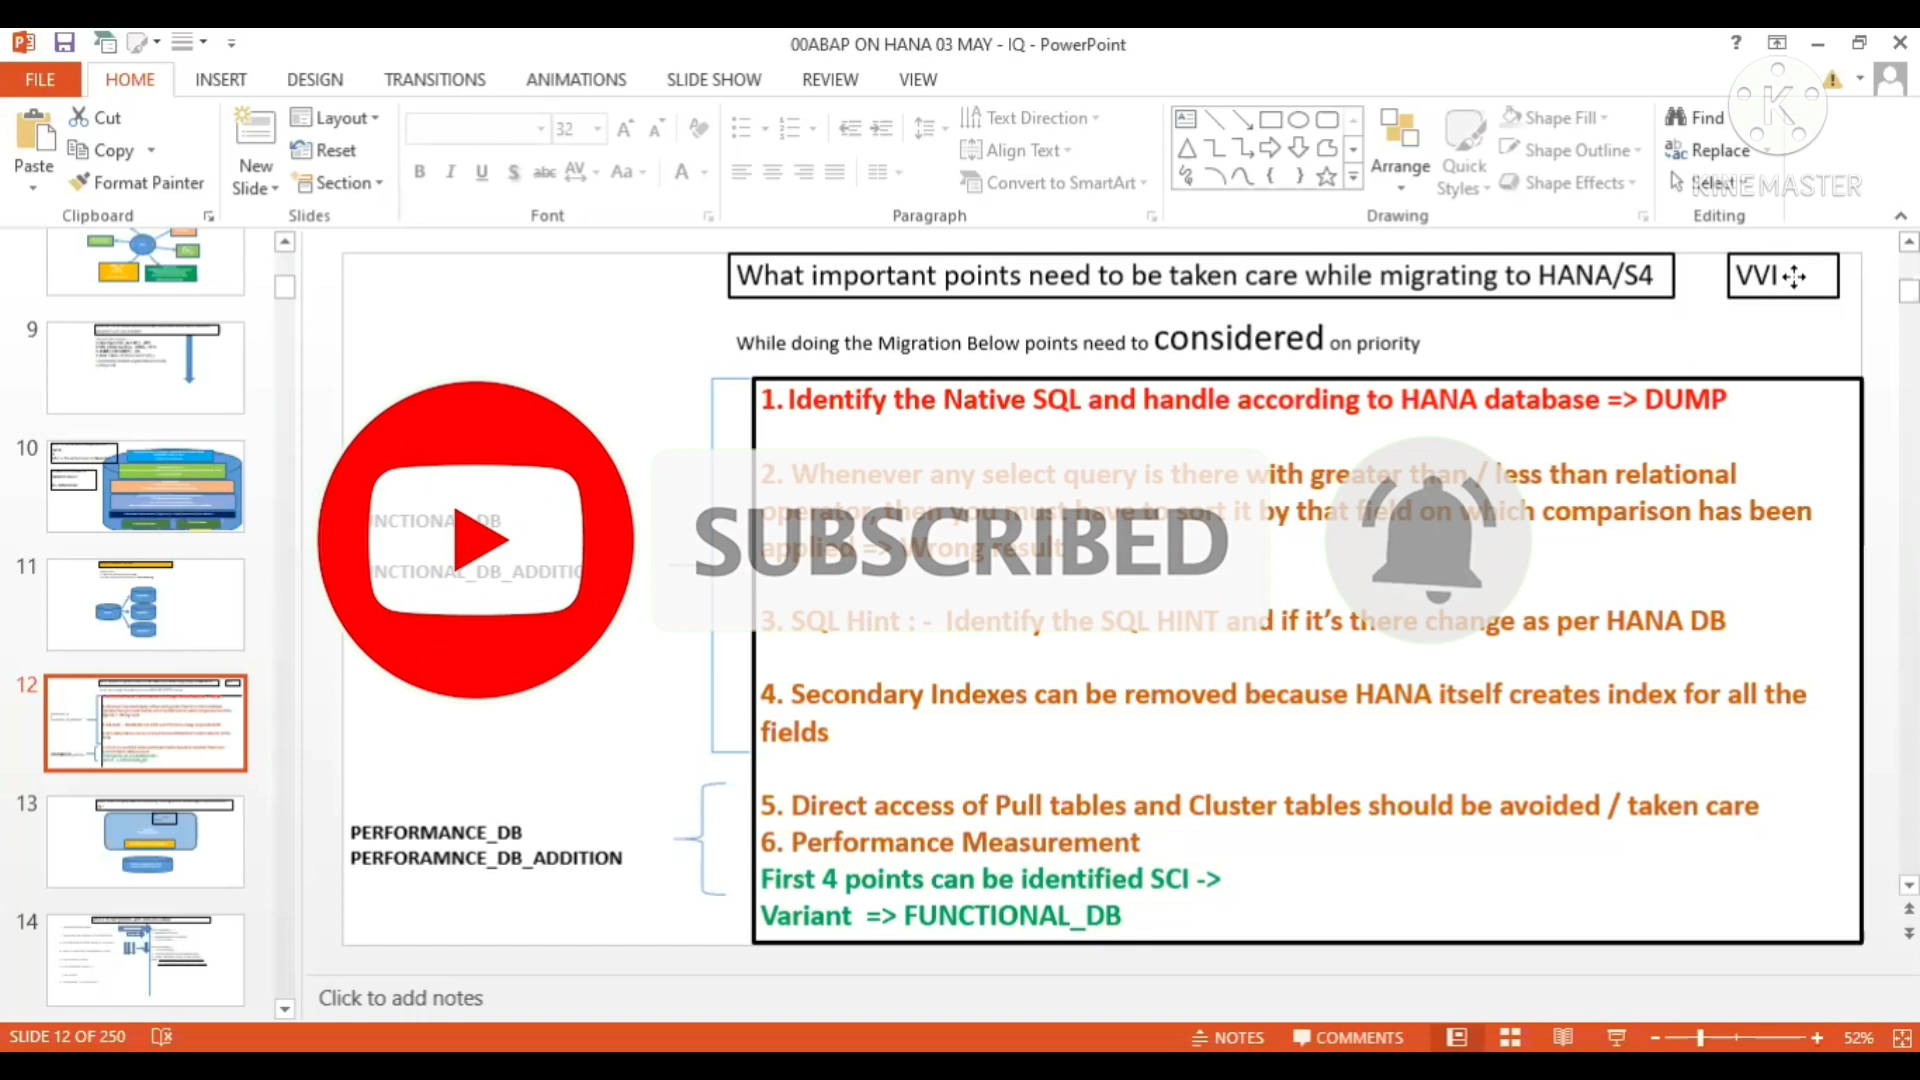 00ABAP ON HANA 03 MAY - IQ - PowerPoint
FILE HOME INSERT DESIGN TRANSITIONS ANIMATIONS SLIDE SHOW REVIEW VIEW
Cut
Copy
Format Painter
Paste
Clipboard
New
Slide
Layout
Reset
Section
Slides
32
B I U S abc AV Aa A
Font
Text Direction
Align Text
Convert to SmartArt
Paragraph
Arrange
Quick
Styles
Shape Fill
Shape Outline
Shape Effects
Drawing
Find
Replace
Select
Editing
K
KINEMASTER
9
10
11
12
13
14
What important points need to be taken care while migrating to HANA/S4
VVI
While doing the Migration Below points need to considered on priority
1. Identify the Native SQL and handle according to HANA database => DUMP
2. Whenever any select query is there with greater than / less than relational
operator, then you must have to sort it by that field on which comparison has been
applied => Wrong result
3. SQL Hint : - Identify the SQL HINT and if it's there change as per HANA DB
4. Secondary Indexes can be removed because HANA itself creates index for all the
fields
5. Direct access of Pull tables and Cluster tables should be avoided / taken care
6. Performance Measurement
First 4 points can be identified SCI ->
Variant => FUNCTIONAL_DB
UNCTIONAL_DB
UNCTIONAL_DB_ADDITIO
SUBSCRIBED
PERFORMANCE_DB
PERFORAMNCE_DB_ADDITION
Click to add notes
SLIDE 12 OF 250
NOTES
COMMENTS
52%